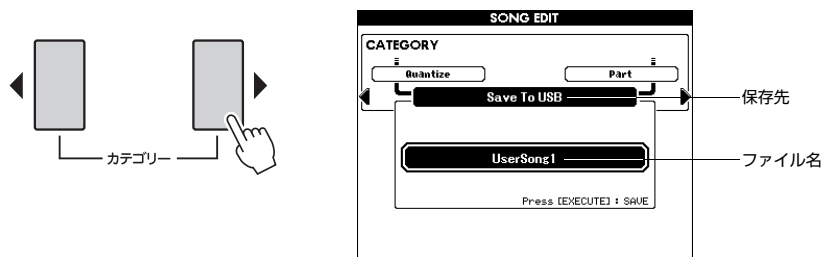 カテゴリー
SONG EDIT
CATEGORY
Quantize
Part
Save To USB
保存先
UserSong1
ファイル名
Press [EXECUTE] : SAVE